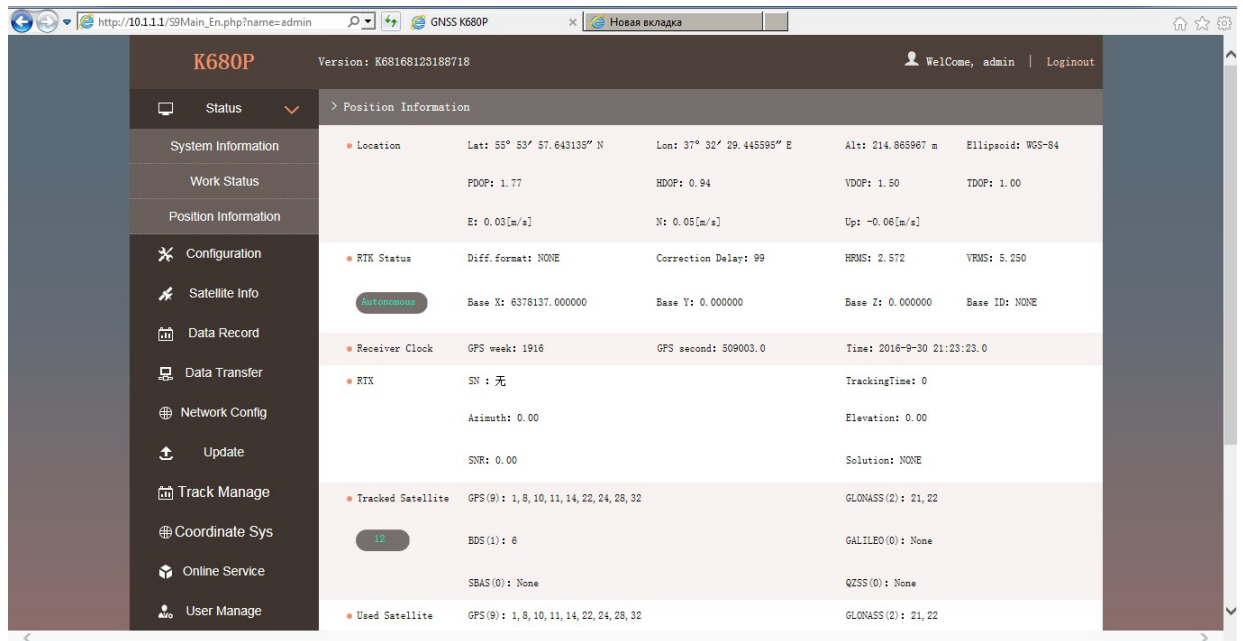 http://10.1.1.1/S9Main_En.php?name=admin GNSS K680P Новая вкладка
K680P Version: K68168123188718 WelCome, admin | Loginout
Status > Position Information
System Information
Work Status
Position Information
Configuration
Satellite Info
Data Record
Data Transfer
Network Config
Update
Track Manage
Coordinate Sys
Online Service
User Manage
Location Lat: 55° 53′ 57.643135″ N Lon: 37° 32′ 29.445595″ E Alt: 214.865967 m Ellipsoid: WGS-84
PDOP: 1.77 HDOP: 0.94 VDOP: 1.50 TDOP: 1.00
E: 0.03[m/s] N: 0.05[m/s] Up: -0.06[m/s]
RTK Status Diff.format: NONE Correction Delay: 99 HRMS: 2.572 VRMS: 5.250
Autonomous Base X: 6378137.000000 Base Y: 0.000000 Base Z: 0.000000 Base ID: NONE
Receiver Clock GPS week: 1916 GPS second: 509003.0 Time: 2016-9-30 21:23:23.0
RTX SN : 无 TrackingTime: 0
Azimuth: 0.00 Elevation: 0.00
SNR: 0.00 Solution: NONE
Tracked Satellite GPS(9): 1, 8, 10, 11, 14, 22, 24, 28, 32 GLONASS(2): 21, 22
12 BDS(1): 6 GALILEO(0): None
SBAS(0): None QZSS(0): None
Used Satellite GPS(9): 1, 8, 10, 11, 14, 22, 24, 28, 32 GLONASS(2): 21, 22